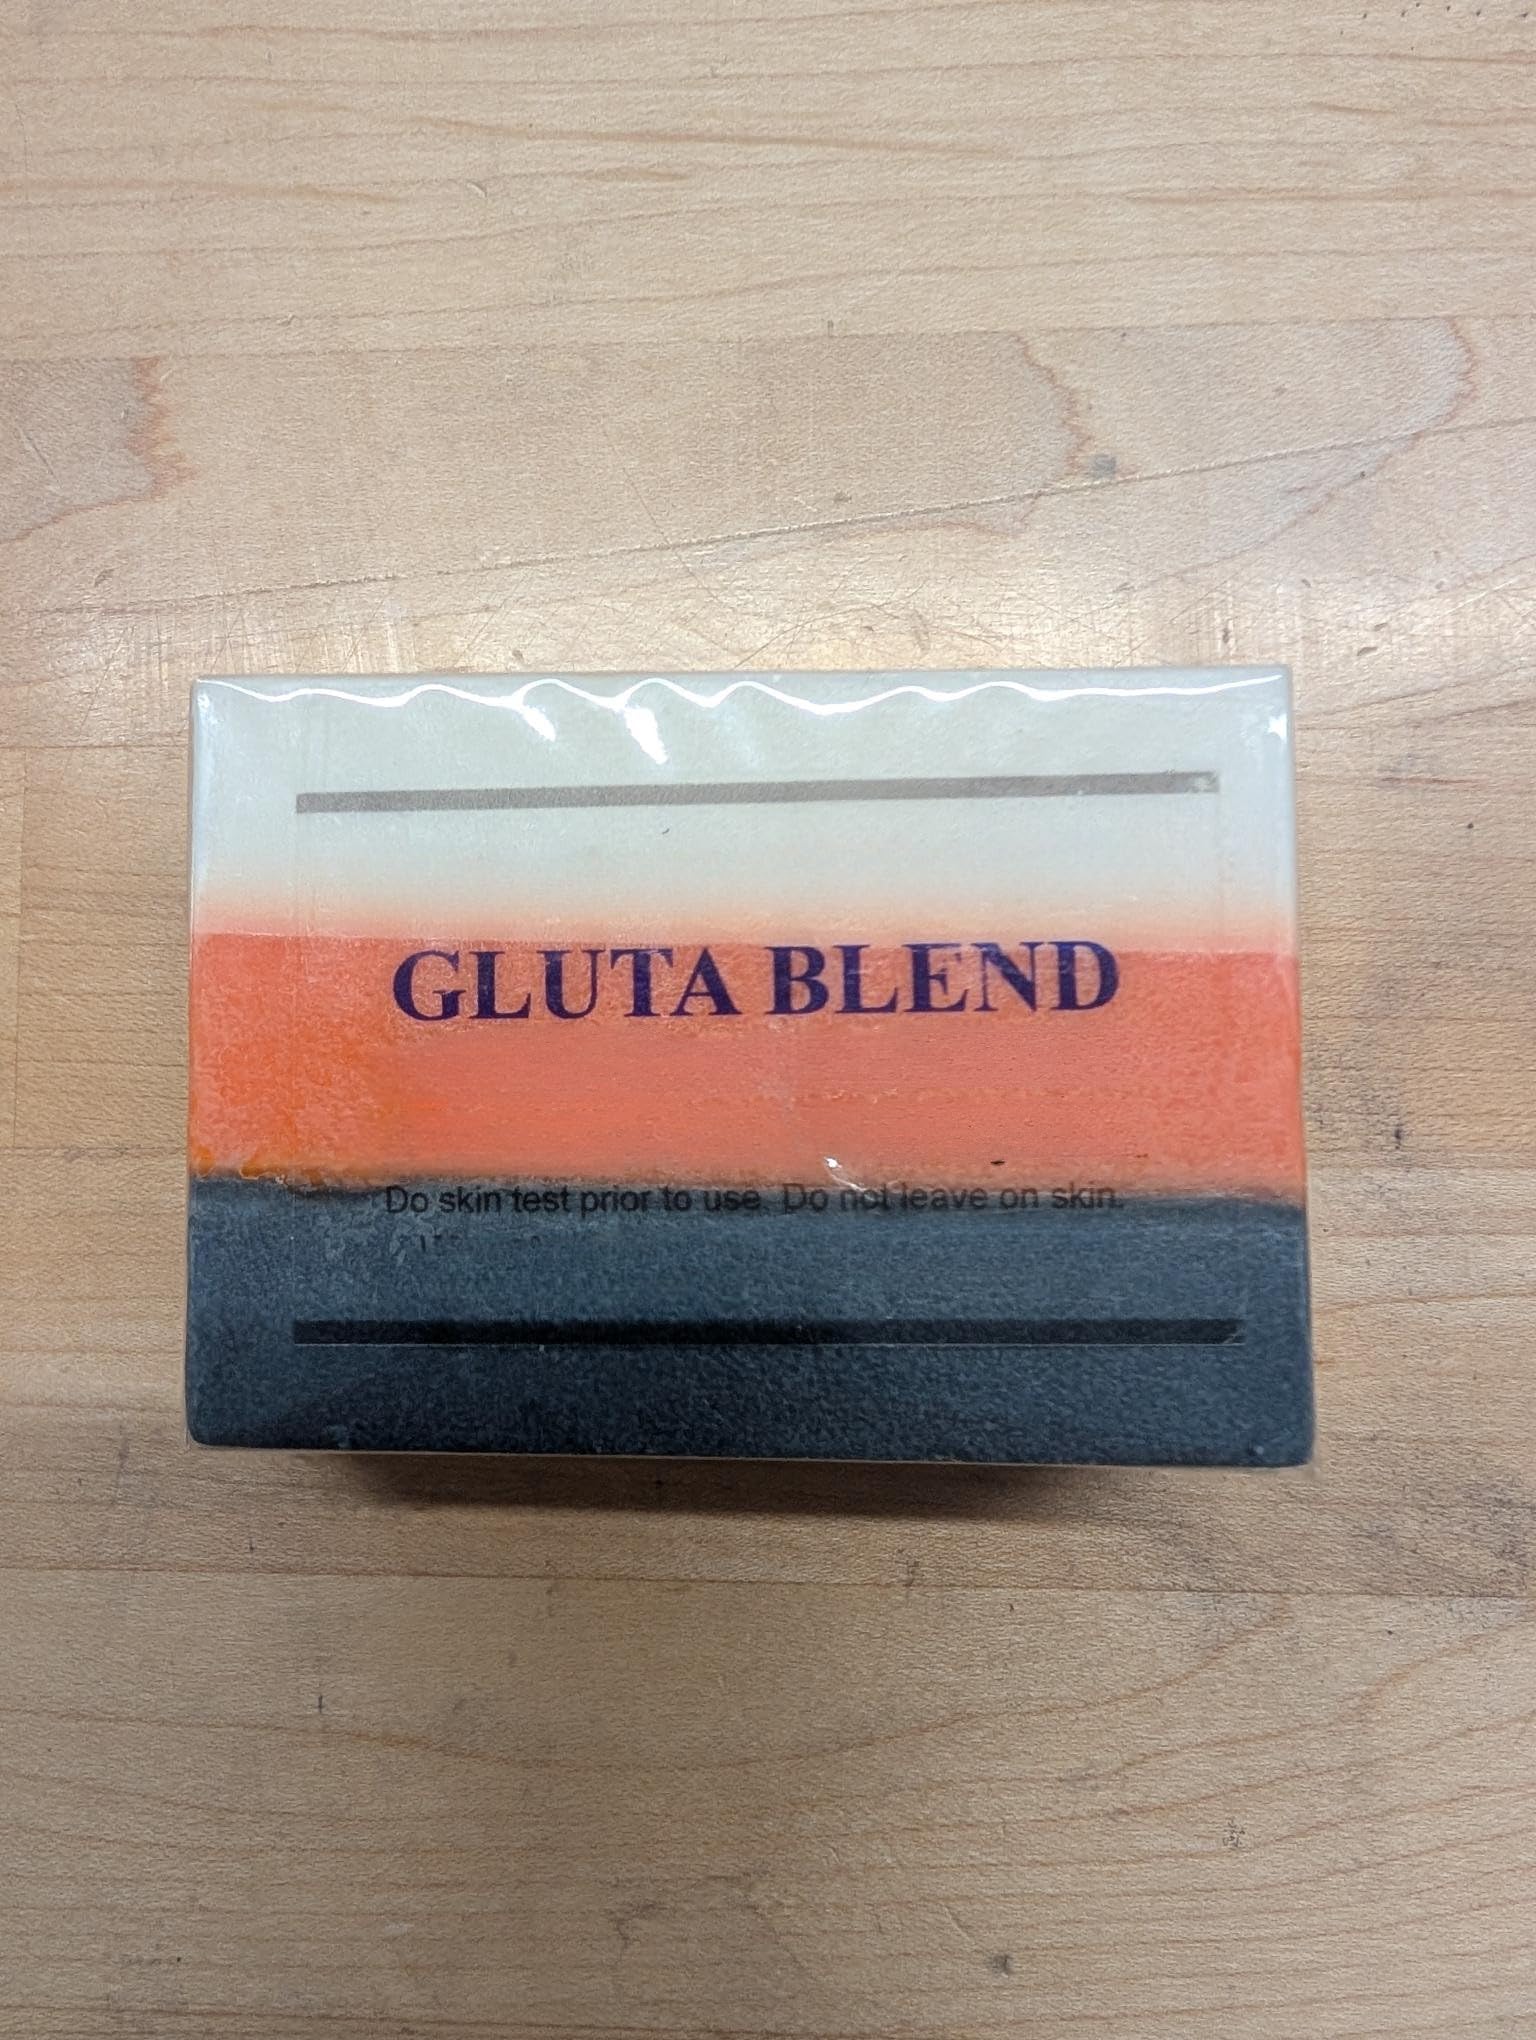 GLUTA BLEND
Do skin test prior to use. Do not leave on skin.